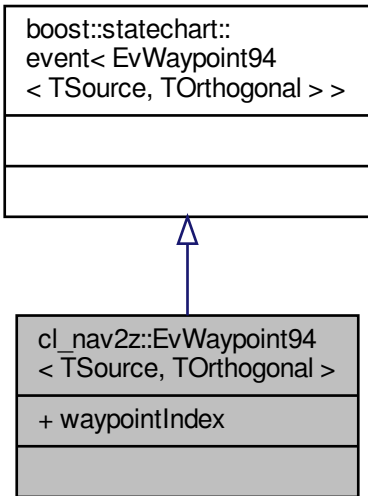 boost::statechart::
event< EvWaypoint94
< TSource, TOrthogonal > >
cl_nav2z::EvWaypoint94
< TSource, TOrthogonal >
+ waypointIndex